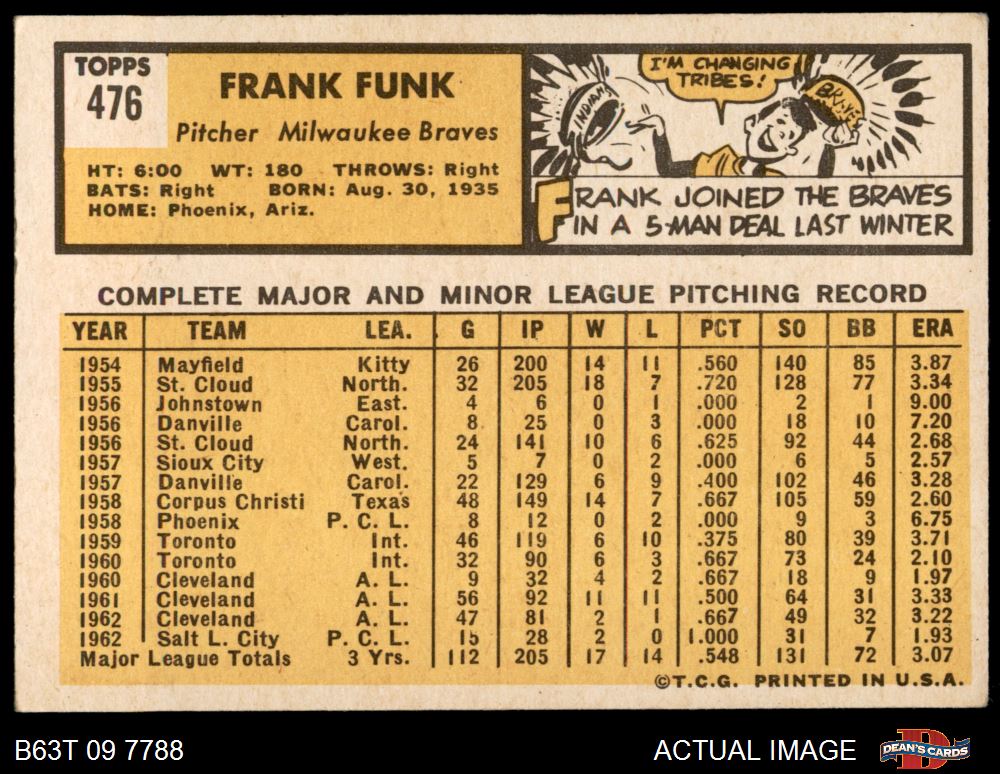 TOPPS
476
FRANK FUNK
Pitcher Milwaukee Braves
HT: 6:00 WT: 180 THROWS: Right
BATS: Right BORN: Aug. 30, 1935
HOME: Phoenix, Ariz.
I'M CHANGING
TRIBES!
INDIANS
BRAVES
FRANK JOINED THE BRAVES
IN A 5-MAN DEAL LAST WINTER
COMPLETE MAJOR AND MINOR LEAGUE PITCHING RECORD
YEAR TEAM LEA. G IP W L PCT SO BB ERA
1954 Mayfield Kitty 26 200 14 11 .560 140 85 3.87
1955 St. Cloud North. 32 205 18 7 .720 128 77 3.34
1956 Johnstown East. 4 6 0 1 .000 2 1 9.00
1956 Danville Carol. 8 25 0 3 .000 18 10 7.20
1956 St. Cloud North. 24 141 10 6 .625 92 44 2.68
1957 Sioux City West. 5 7 0 2 .000 6 5 2.57
1957 Danville Carol. 22 129 6 9 .400 102 46 3.28
1958 Corpus Christi Texas 48 149 14 7 .667 105 59 2.60
1958 Phoenix P. C. L. 8 12 0 2 .000 9 3 6.75
1959 Toronto Int. 46 119 6 10 .375 80 39 3.71
1960 Toronto Int. 32 90 6 3 .667 73 24 2.10
1960 Cleveland A. L. 9 32 4 2 .667 18 9 1.97
1961 Cleveland A. L. 56 92 11 11 .500 64 31 3.33
1962 Cleveland A. L. 47 81 2 1 .667 49 32 3.22
1962 Salt L. City P. C. L. 15 28 2 0 1.000 31 7 1.93
Major League Totals 3 Yrs. 112 205 17 14 .548 131 72 3.07
©T.C.G. PRINTED IN U.S.A.
B63T 09 7788
ACTUAL IMAGE
B
DEAN'S CARDS